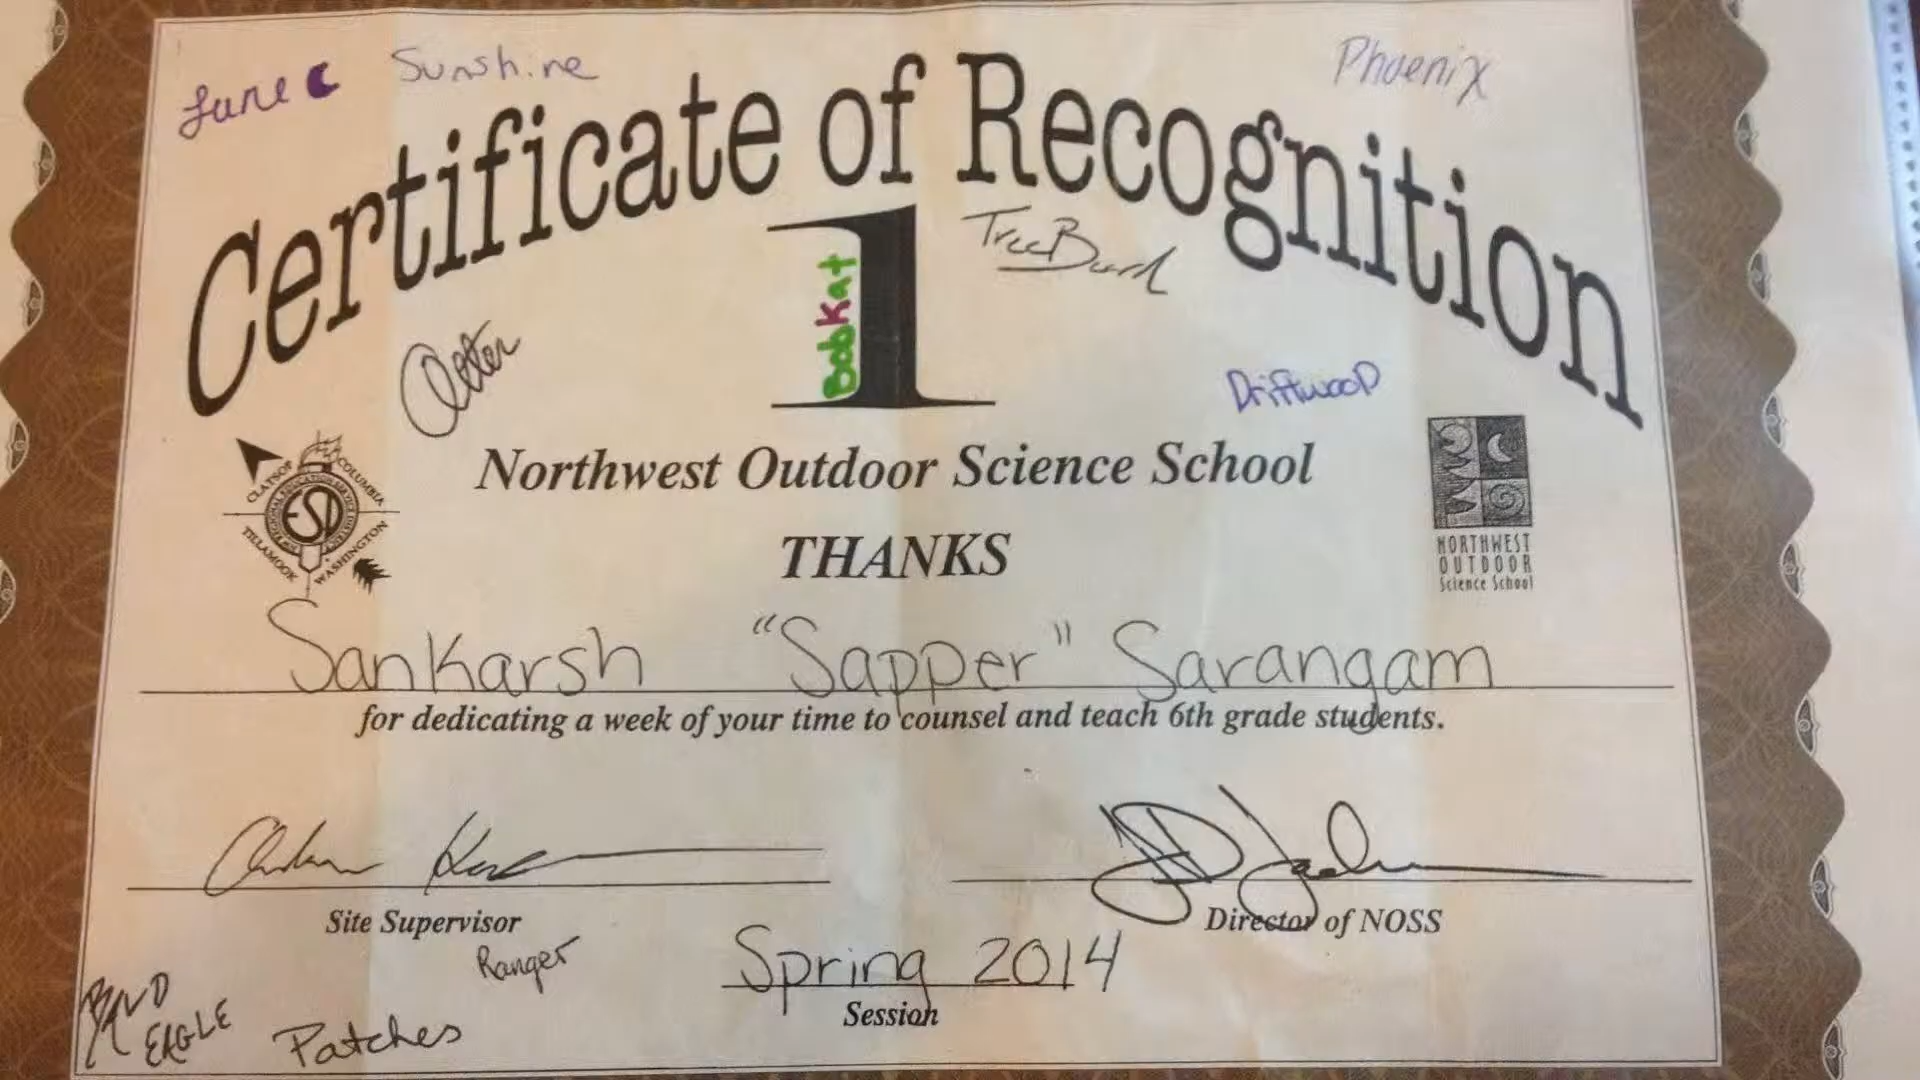 Lune Sunshine Phoenix
Certificate of Recognition
1
BobKat
TreeBeard
Otter
Driftwood
Northwest Outdoor Science School
CLATSOP
COLUMBIA
ESD
TILLAMOOK
WASHINGTON
NORTHWEST
OUTDOOR
Science School
THANKS
Sankarsh "Sapper" Sarangam
for dedicating a week of your time to counsel and teach 6th grade students.
Site Supervisor
Director of NOSS
Ranger
Spring 2014
Session
BALD
EAGLE
Patches